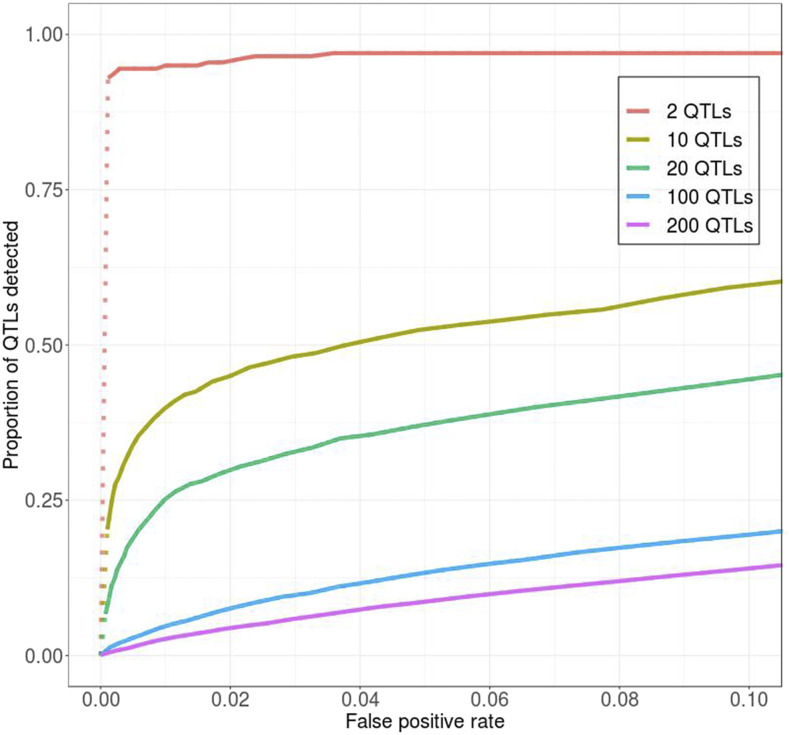 1.00
0.75
0.50
0.25
0.00
Proportion of QTLs detected
2 QTLs
10 QTLs
20 QTLs
100 QTLs
200 QTLs
0.00 0.02 0.04 0.06 0.08 0.10
False positive rate